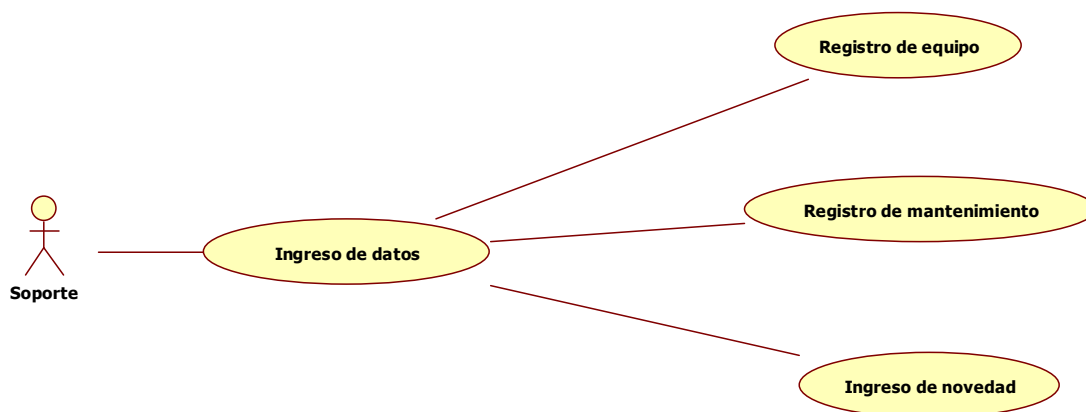 Registro de equipo
Registro de mantenimiento
Ingreso de datos
Soporte
Ingreso de novedad